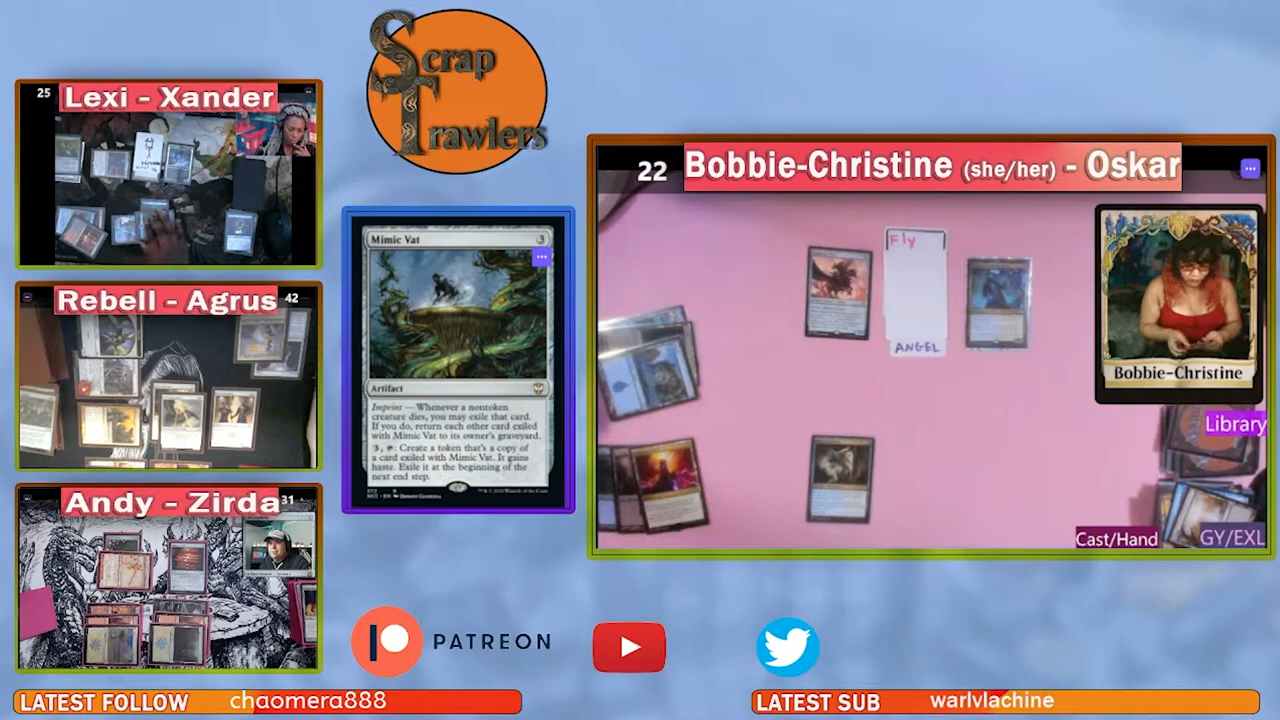 Scrap
Trawlers
25
Lexi - Xander
Rebell - Agrus
42
Andy - Zirda
31
Mimic Vat
3
Artifact
Imprint — Whenever a nontoken
creature dies, you may exile that card.
If you do, return each other card exiled
with Mimic Vat to its owner's graveyard.
3, : Create a token that's a copy of
a card exiled with Mimic Vat. It gains
haste. Exile it at the beginning of the
next end step.
22
Bobbie-Christine (she/her) - Oskar
Fly
ANGEL
Bobbie-Christine
Library
Cast/Hand
GY/EXL
PATREON
LATEST FOLLOW
chaomera888
LATEST SUB
warlvlachine